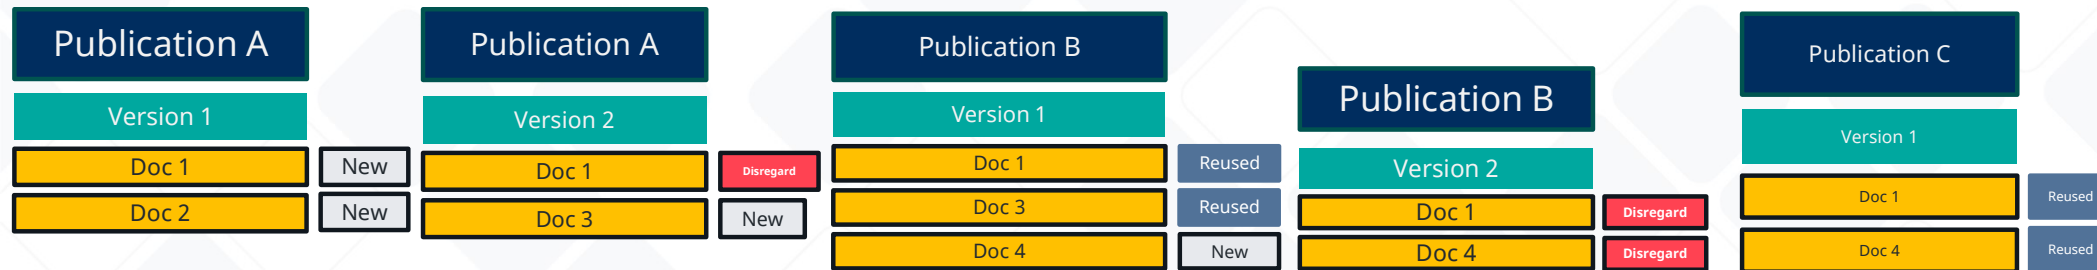 Publication A
Version 1
Doc 1
New
Doc 2
New
Publication A
Version 2
Doc 1
Disregard
Doc 3
New
Publication B
Version 1
Doc 1
Reused
Doc 3
Reused
Doc 4
New
Publication B
Version 2
Doc 1
Disregard
Doc 4
Disregard
Publication C
Version 1
Doc 1
Reused
Doc 4
Reused